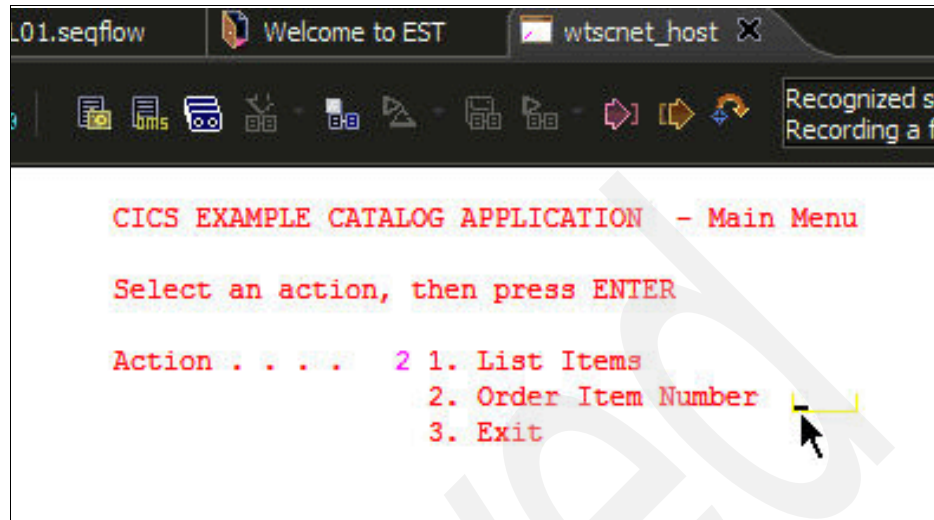 L01.seqflow Welcome to EST wtscnet_host
bms Recognized s
Recording a f
CICS EXAMPLE CATALOG APPLICATION - Main Menu
Select an action, then press ENTER
Action . . . . 2 1. List Items
2. Order Item Number
3. Exit